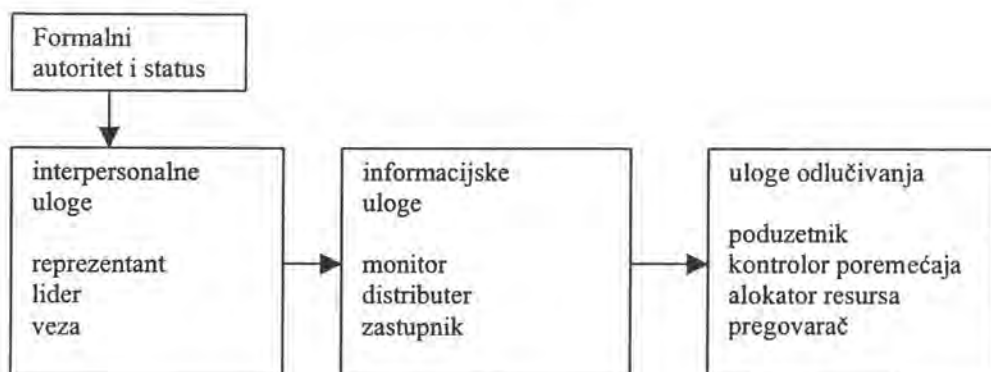 Formalni
autoritet i status
interpersonalne
uloge
reprezentant
lider
veza
informacijske
uloge
monitor
distributer
zastupnik
uloge odlučivanja
poduzetnik
kontrolor poremećaja
alokator resursa
pregovarač